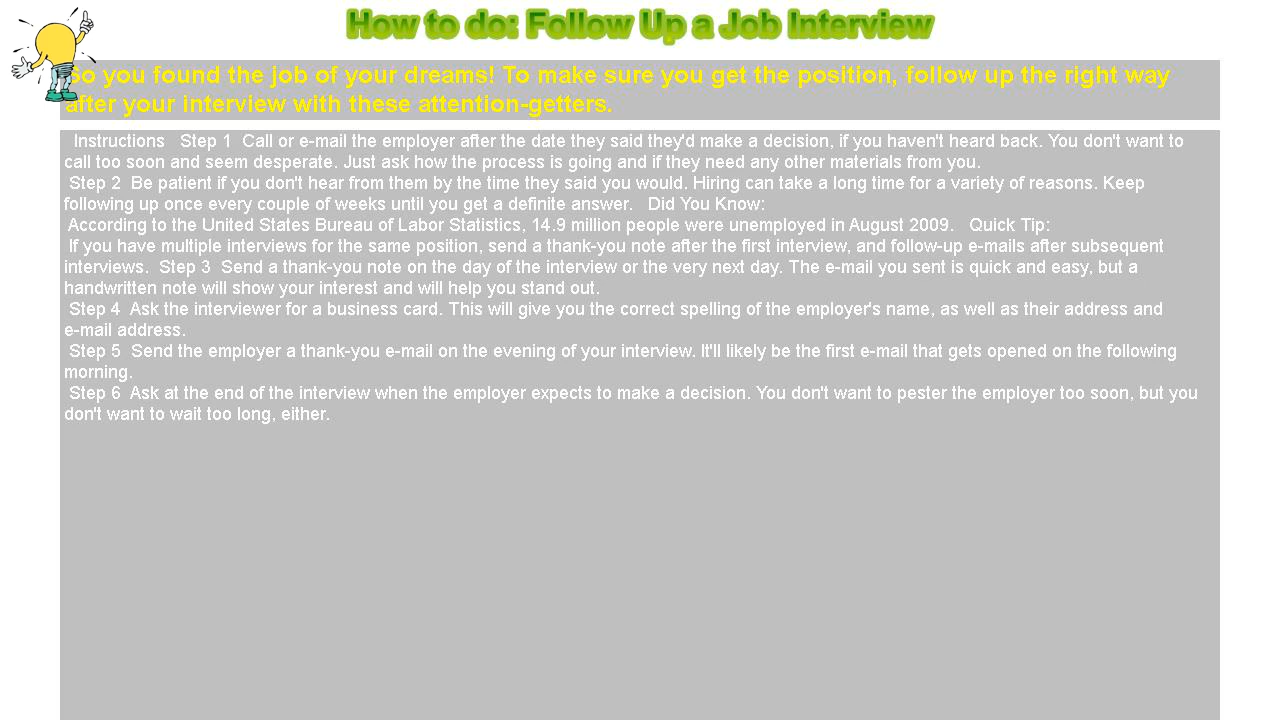 How to do: Follow Up a Job Interview
So you found the job of your dreams! To make sure you get the position, follow up the right way
after your interview with these attention-getters.
Instructions   Step 1  Call or e-mail the employer after the date they said they'd make a decision, if you haven't heard back. You don't want to
call too soon and seem desperate. Just ask how the process is going and if they need any other materials from you.
Step 2  Be patient if you don't hear from them by the time they said you would. Hiring can take a long time for a variety of reasons. Keep
following up once every couple of weeks until you get a definite answer.   Did You Know:
According to the United States Bureau of Labor Statistics, 14.9 million people were unemployed in August 2009.   Quick Tip:
If you have multiple interviews for the same position, send a thank-you note after the first interview, and follow-up e-mails after subsequent
interviews.  Step 3  Send a thank-you note on the day of the interview or the very next day. The e-mail you sent is quick and easy, but a
handwritten note will show your interest and will help you stand out.
Step 4  Ask the interviewer for a business card. This will give you the correct spelling of the employer's name, as well as their address and
e-mail address.
Step 5  Send the employer a thank-you e-mail on the evening of your interview. It'll likely be the first e-mail that gets opened on the following
morning.
Step 6  Ask at the end of the interview when the employer expects to make a decision. You don't want to pester the employer too soon, but you
don't want to wait too long, either.